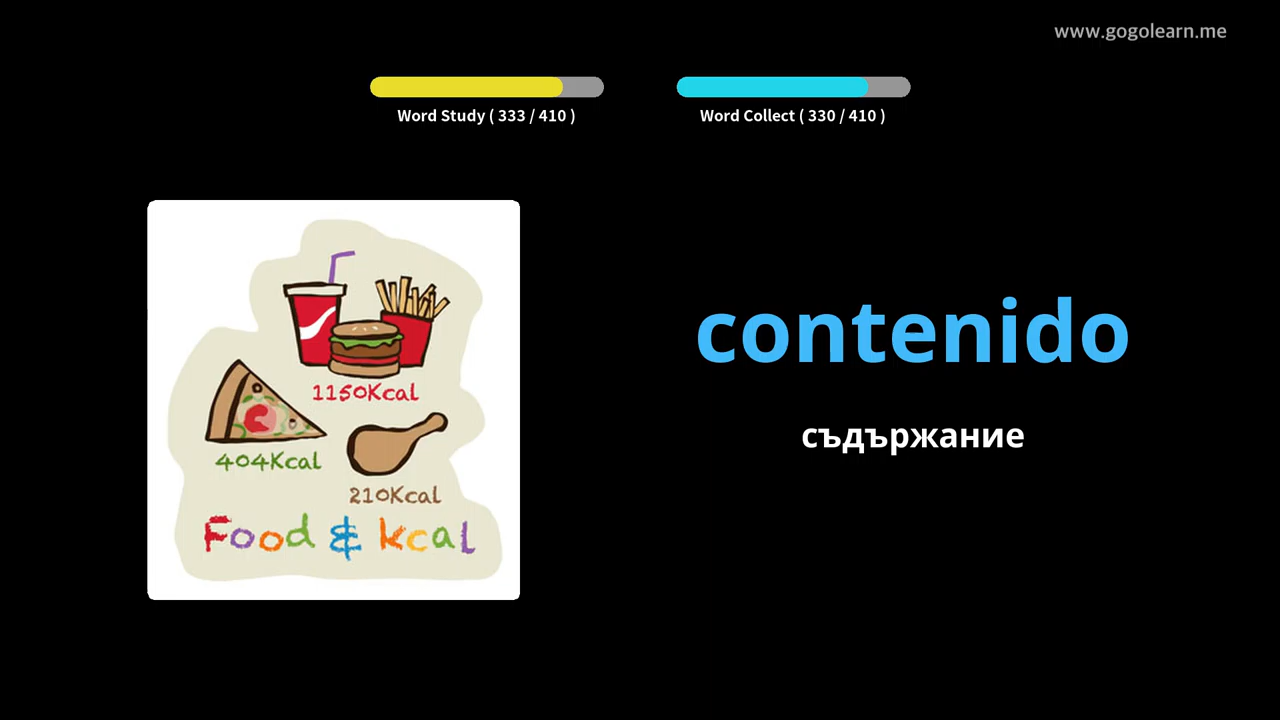 www.gogolearn.me
Word Study ( 333 / 410 )
Word Collect ( 330 / 410 )
1150Kcal
404Kcal
210Kcal
Food & kcal
contenido
съдържание